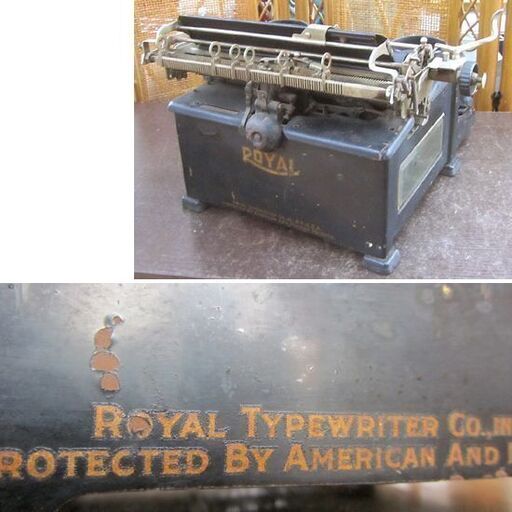 ROYAL
ROYAL TYPEWRITER CO., IN
ROTECTED BY AMERICAN AND